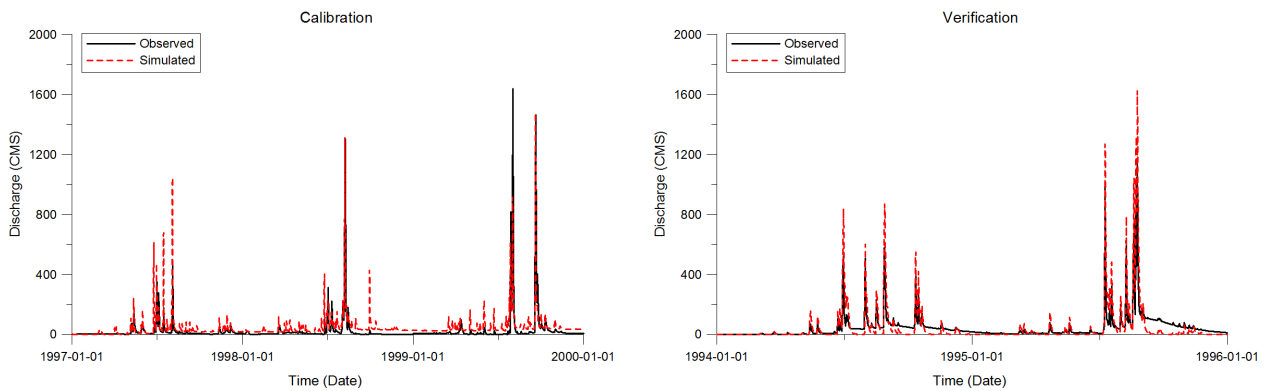 Calibration
2000
1600
1200
800
400
0
Discharge (CMS)
Observed
Simulated
1997-01-01
1998-01-01
1999-01-01
2000-01-01
Time (Date)
Verification
2000
1600
1200
800
400
0
Discharge (CMS)
Observed
Simulated
1994-01-01
1995-01-01
1996-01-01
Time (Date)